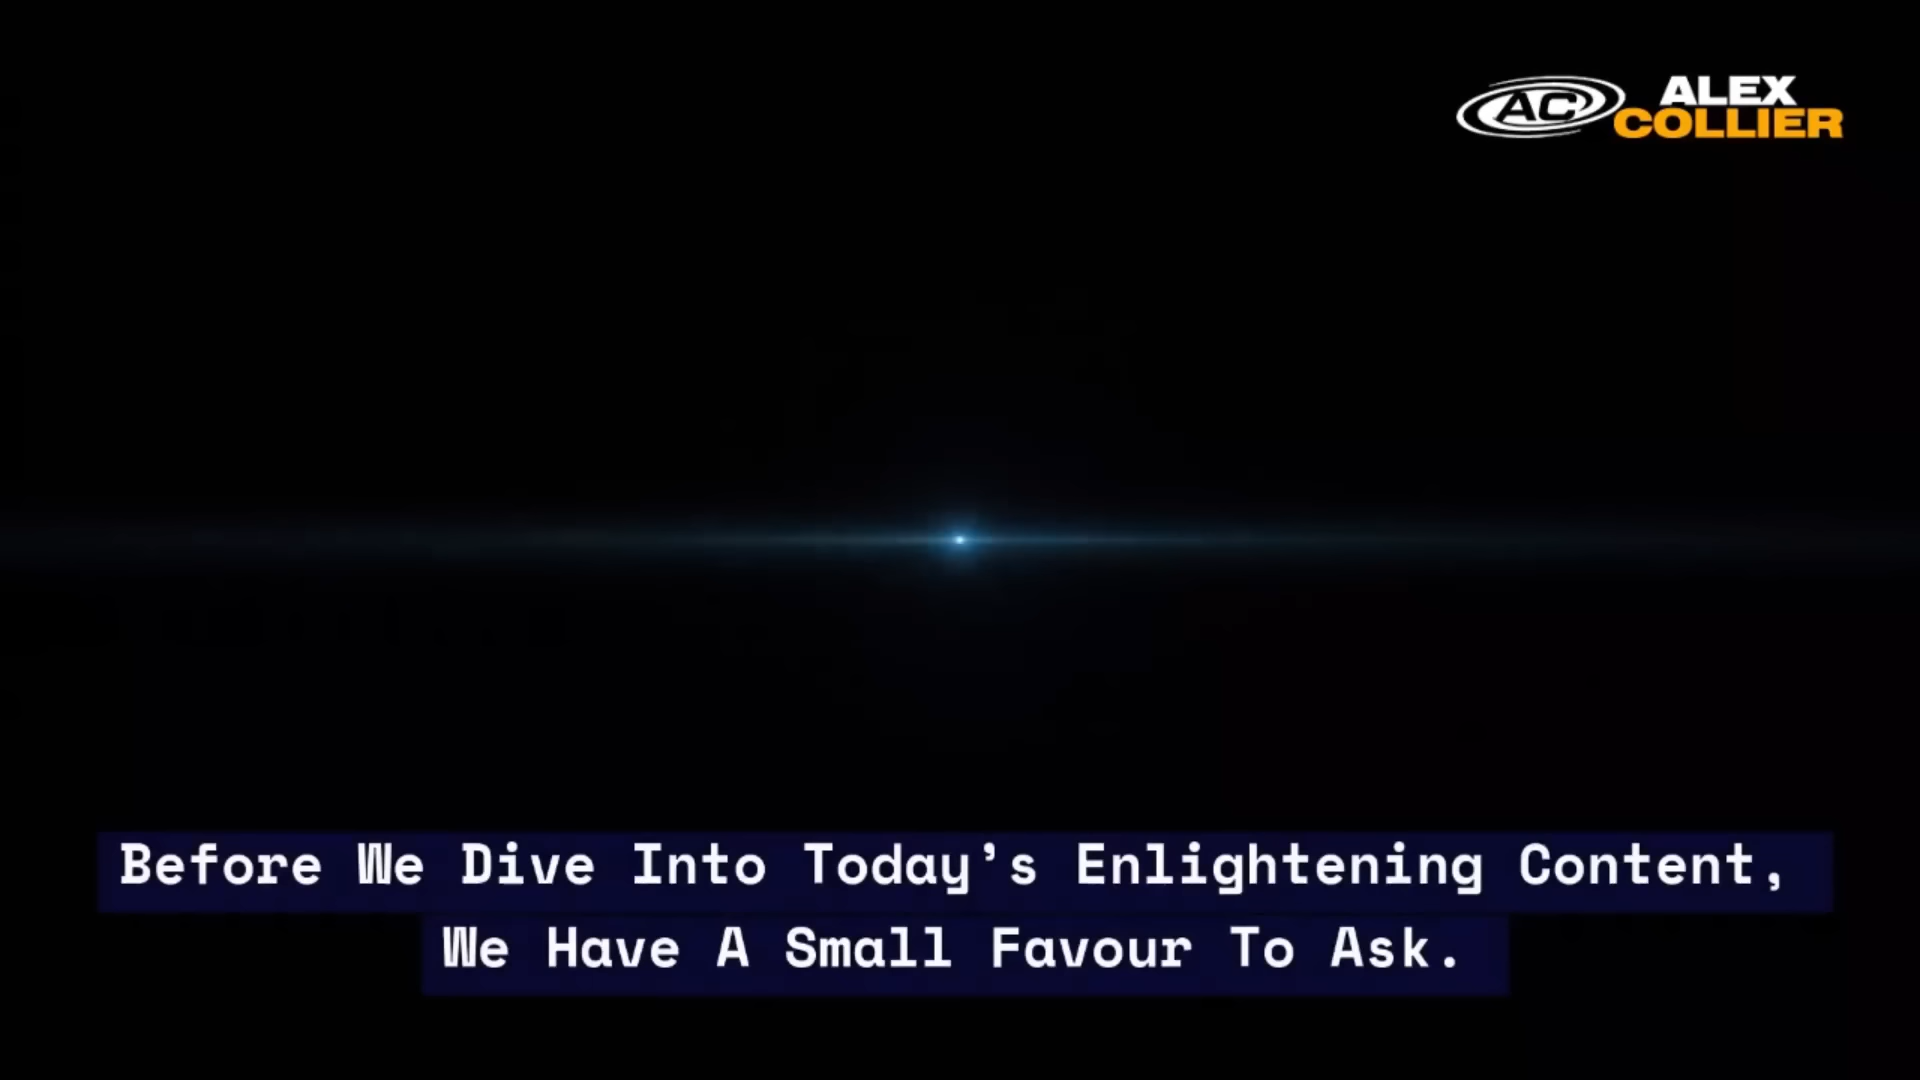 AC
ALEX
COLLIER
Before We Dive Into Today’s Enlightening Content,
We Have A Small Favour To Ask.